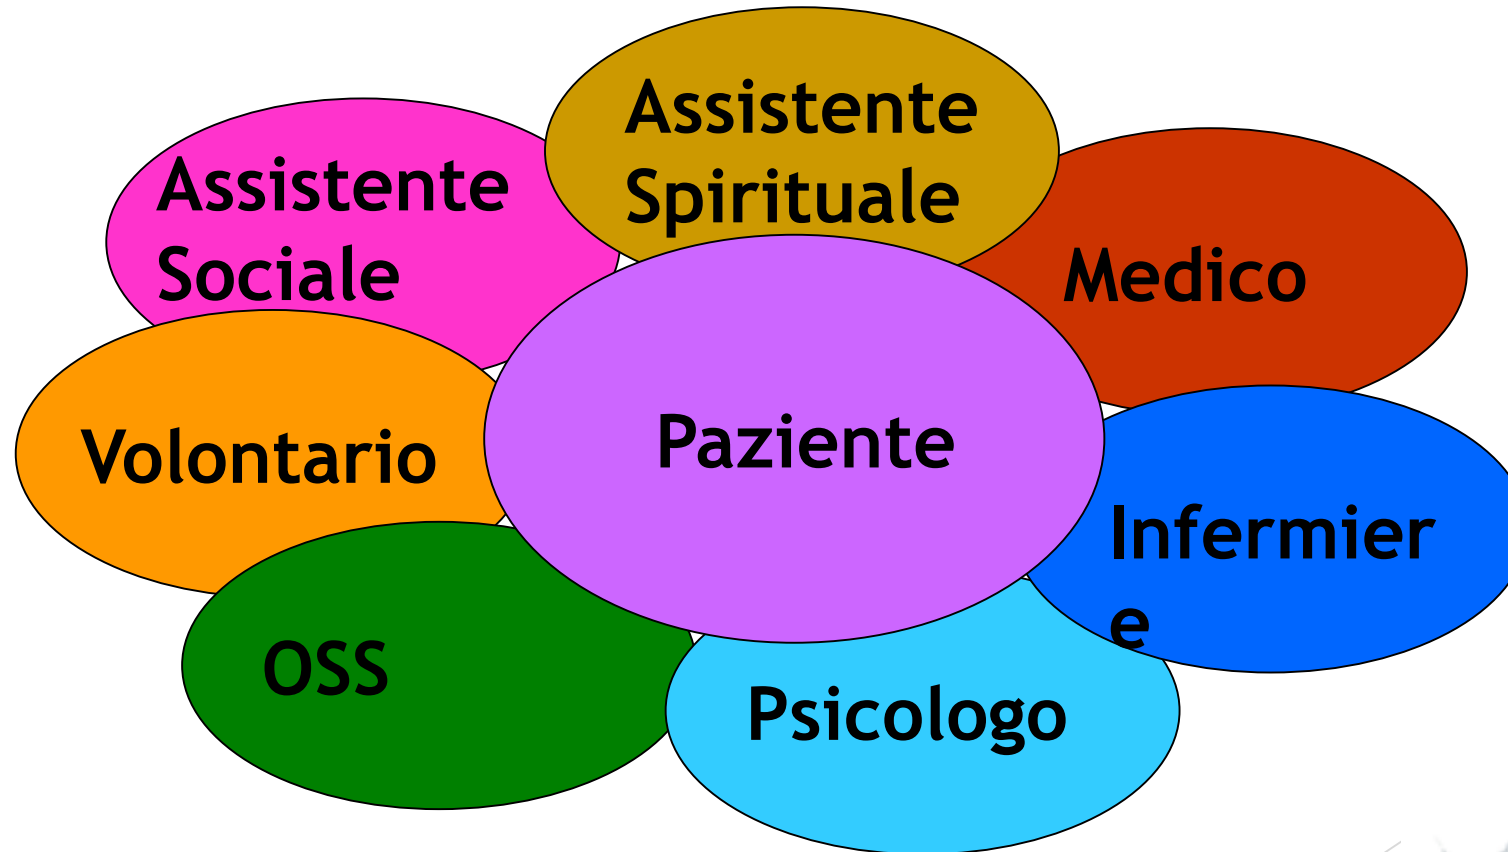 Assistente
Spirituale
Assistente
Sociale
Medico
Volontario
Paziente
Infermier
e
OSS
Psicologo